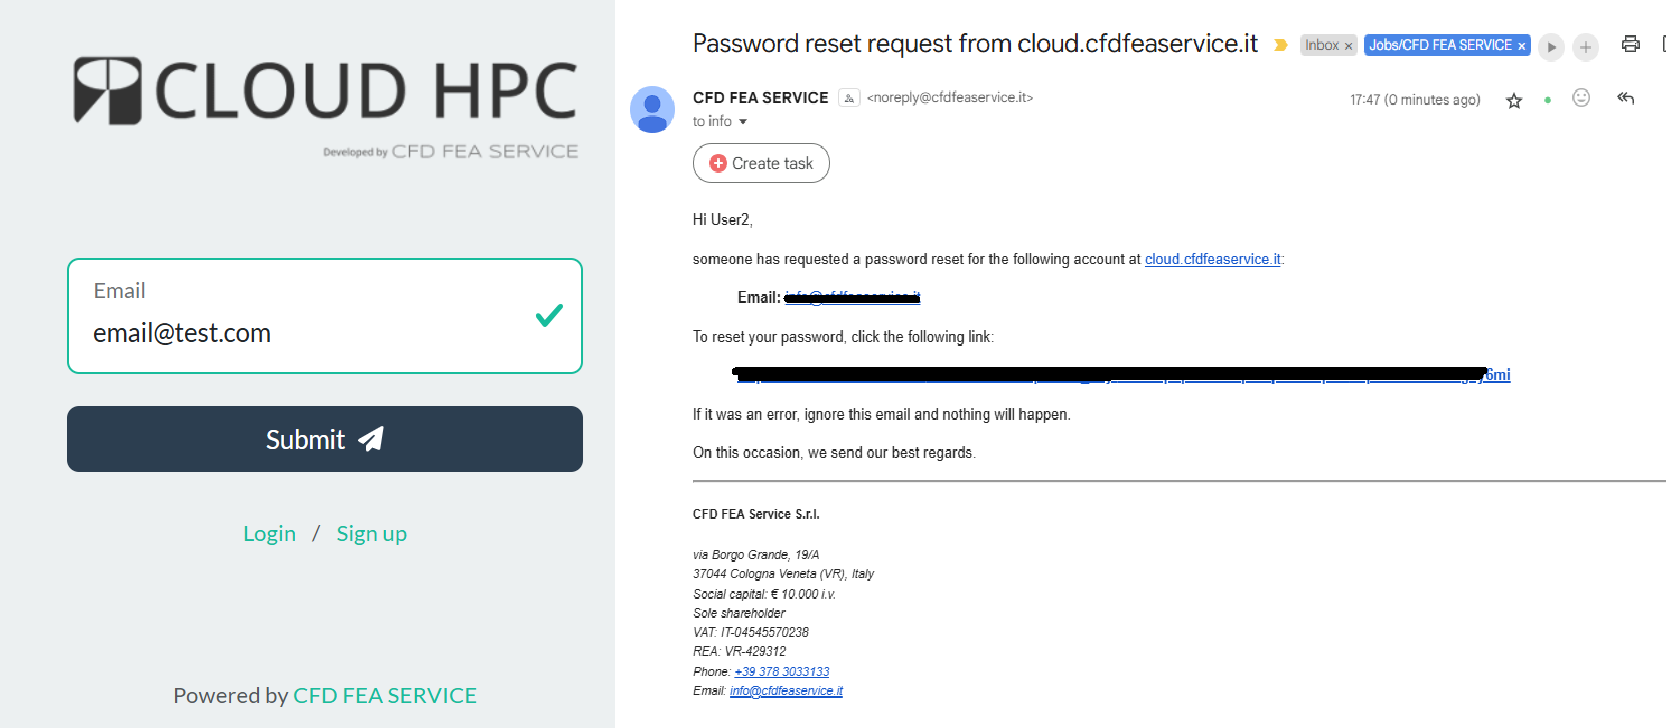 CLOUD HPC
Developed by CFD FEA SERVICE
Email
email@test.com
Submit
Login / Sign up
Powered by CFD FEA SERVICE
Password reset request from cloud.cfdfeaservice.it
Inbox × Jobs/CFD FEA SERVICE ×
CFD FEA SERVICE <noreply@cfdfeaservice.it>
17:47 (0 minutes ago)
to info
Create task
Hi User2,
someone has requested a password reset for the following account at cloud.cfdfeaservice.it:
Email:
To reset your password, click the following link:
6mi
If it was an error, ignore this email and nothing will happen.
On this occasion, we send our best regards.
CFD FEA Service S.r.l.
via Borgo Grande, 19/A
37044 Cologna Veneta (VR), Italy
Social capital: € 10.000 i.v.
Sole shareholder
VAT: IT-04545570238
REA: VR-429312
Phone: +39 378 3033133
Email: info@cfdfeaservice.it